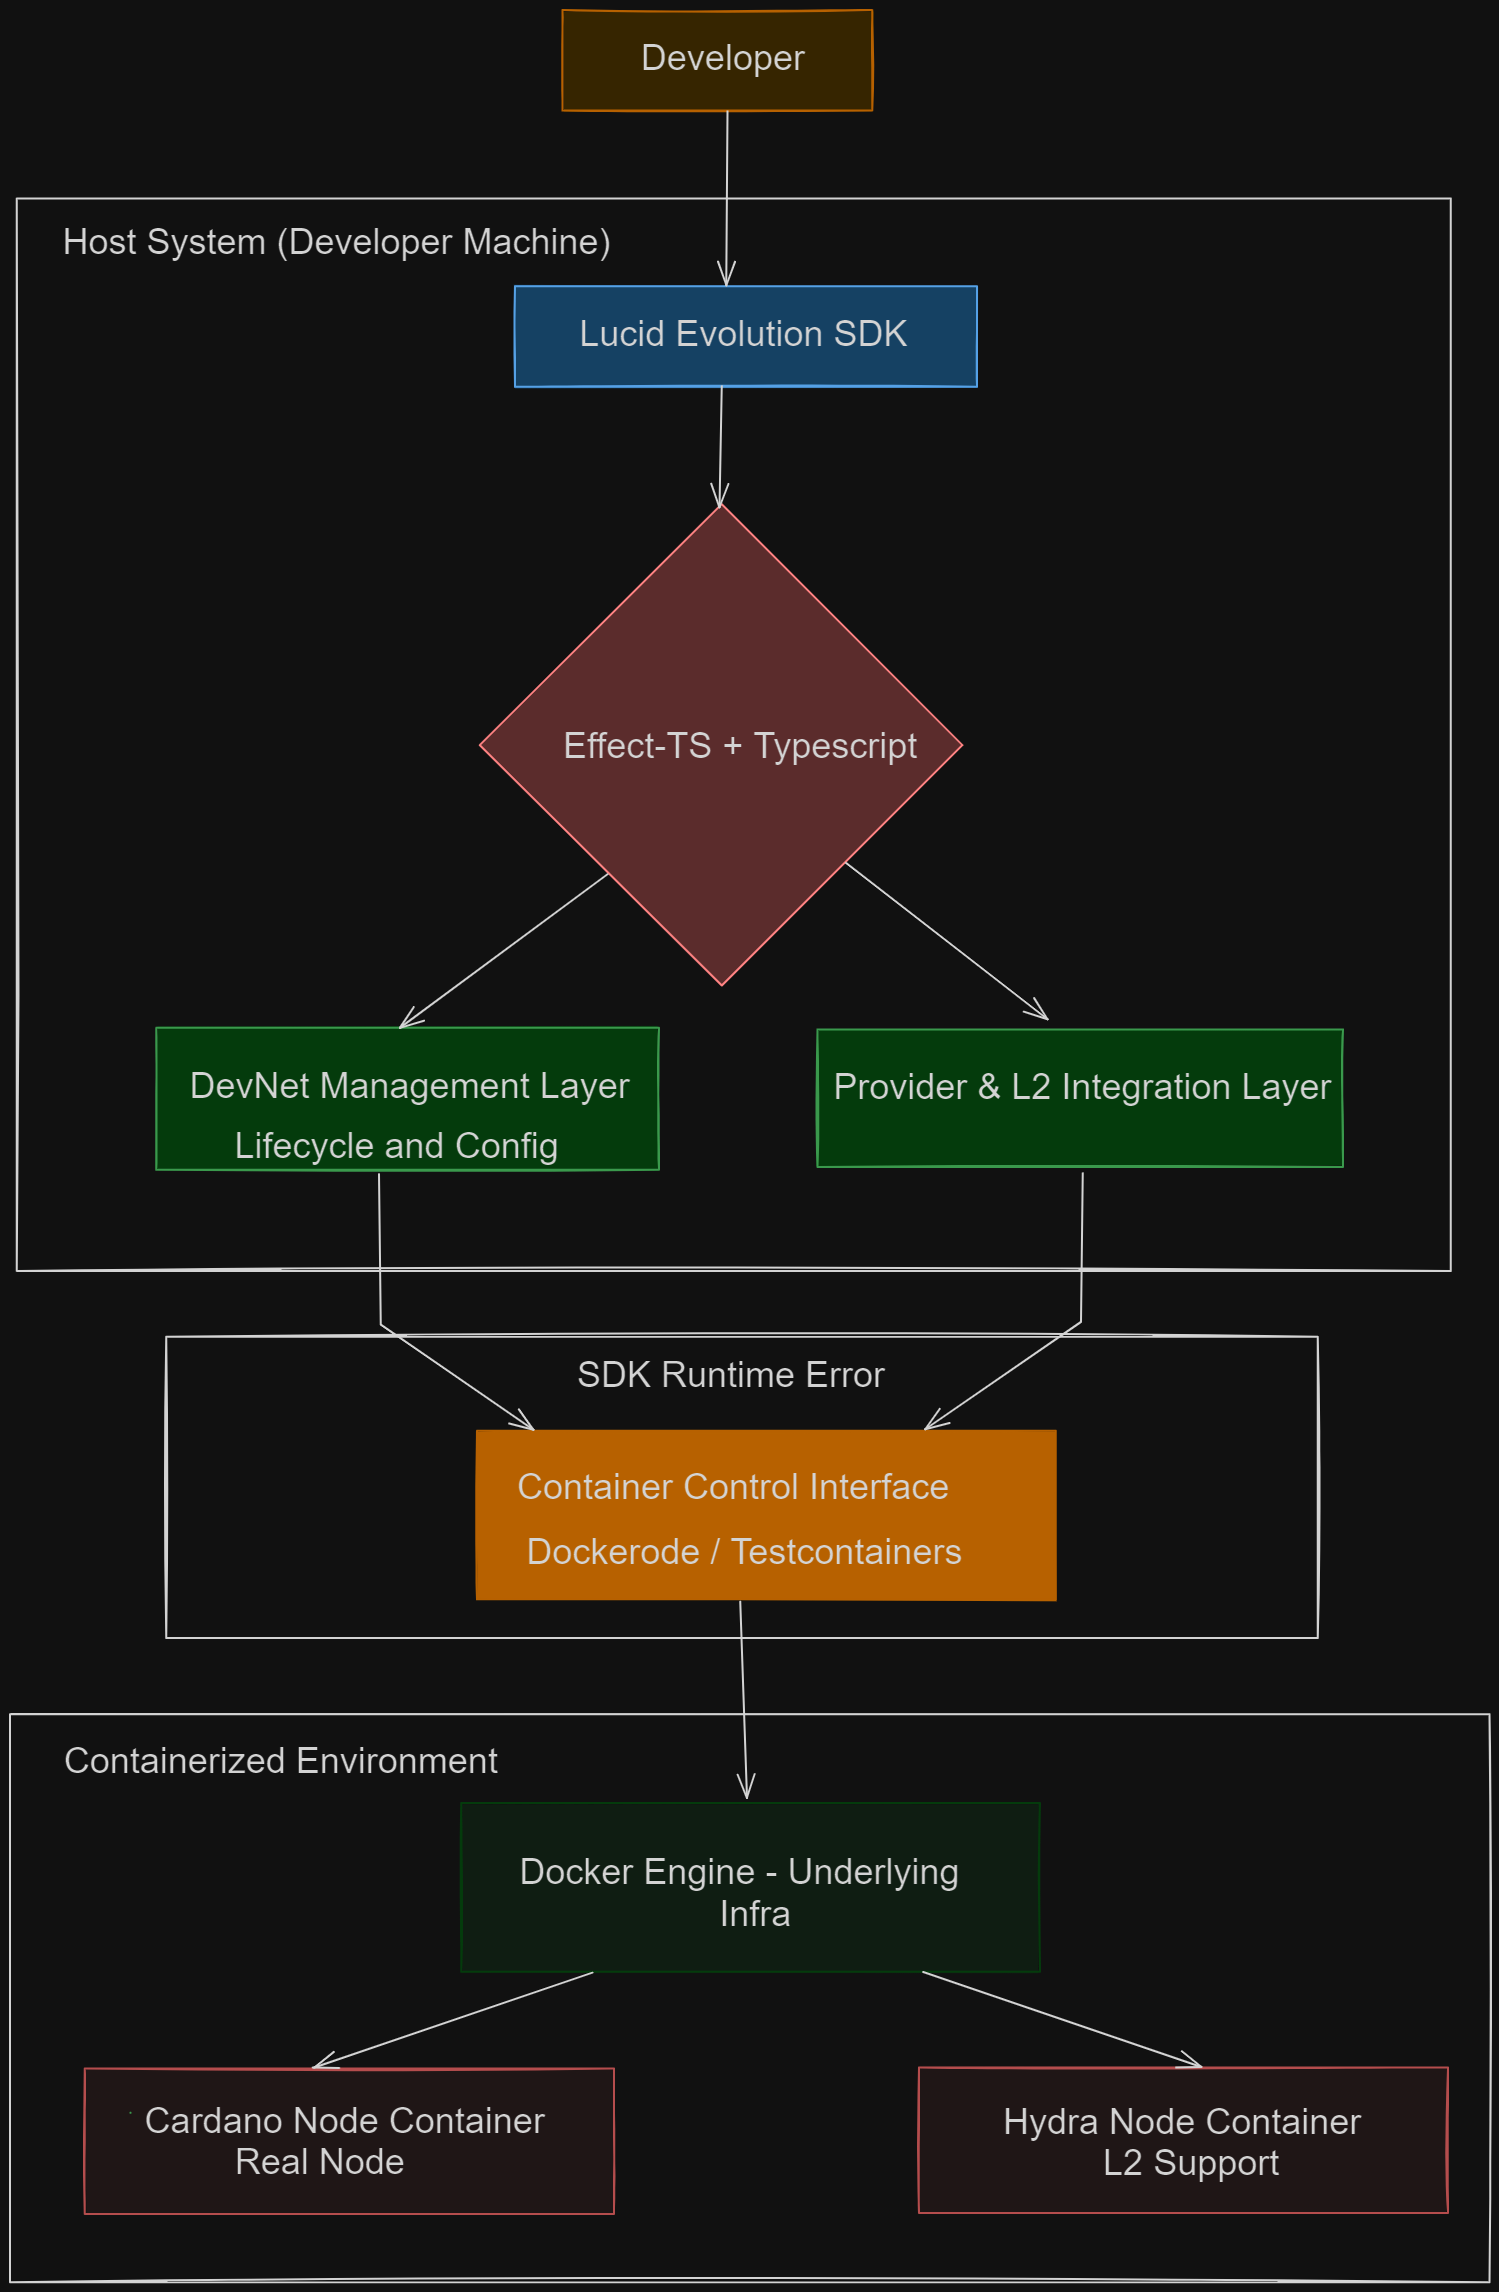 Developer
Host System (Developer Machine)
Lucid Evolution SDK
Effect-TS + Typescript
DevNet Management Layer
Lifecycle and Config
Provider & L2 Integration Layer
SDK Runtime Error
Container Control Interface
Dockerode / Testcontainers
Containerized Environment
Docker Engine - Underlying
Infra
Cardano Node Container
Real Node
Hydra Node Container
L2 Support